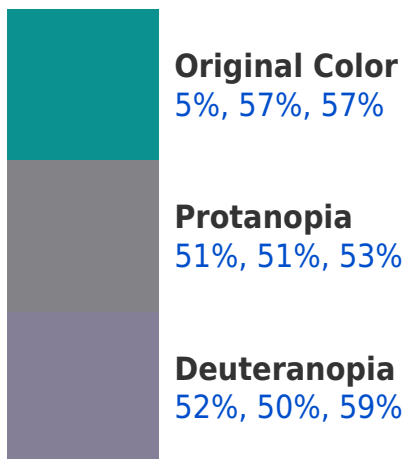 Original Color
5%, 57%, 57%
Protanopia
51%, 51%, 53%
Deuteranopia
52%, 50%, 59%